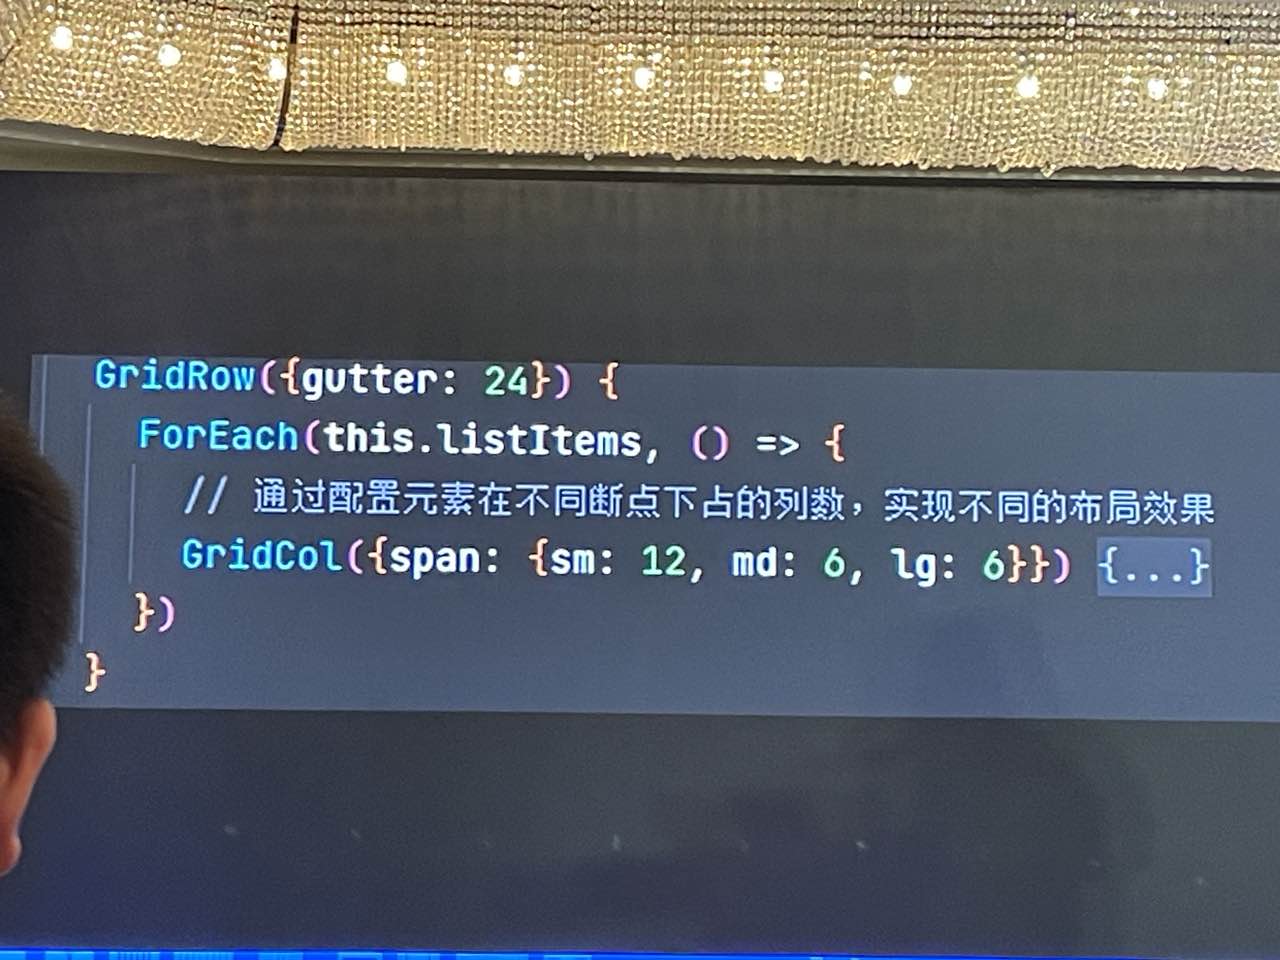 GridRow({gutter: 24}) {
ForEach(this.listItems, () => {
// 通过配置元素在不同断点下占的列数，实现不同的布局效果
GridCol({span: {sm: 12, md: 6, lg: 6}}) {...}
})
}